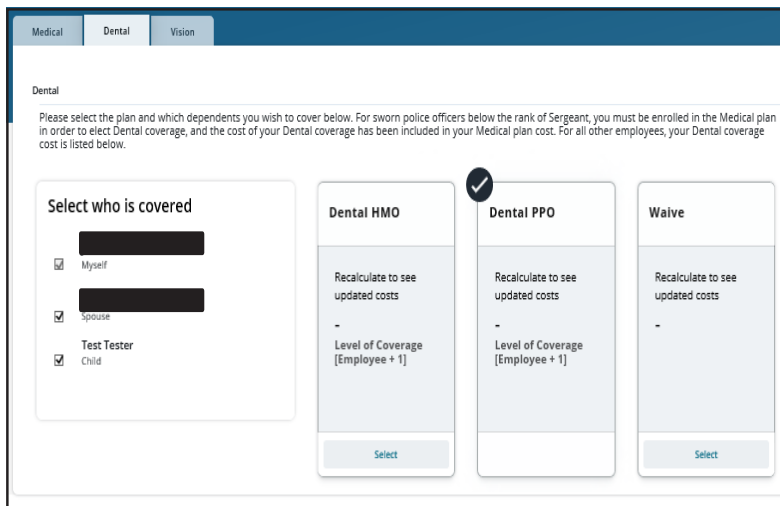 Medical Dental Vision
Dental
Please select the plan and which dependents you wish to cover below. For sworn police officers below the rank of Sergeant, you must be enrolled in the Medical plan
in order to elect Dental coverage, and the cost of your Dental coverage has been included in your Medical plan cost. For all other employees, your Dental coverage
cost is listed below.
Select who is covered
Myself
Spouse
Test Tester
Child
Dental HMO
Recalculate to see
updated costs
-
Level of Coverage
[Employee + 1]
Select
Dental PPO
Recalculate to see
updated costs
-
Level of Coverage
[Employee + 1]
Waive
Recalculate to see
updated costs
-
Select